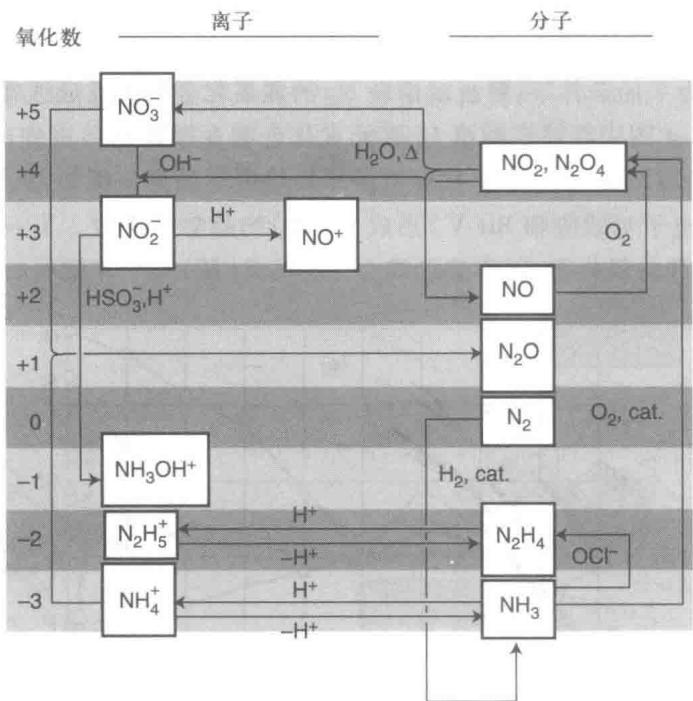 离子 分子
氧化数
+5 NO₃⁻
OH⁻ H₂O, Δ
+4 NO₂, N₂O₄
+3 NO₂⁻ H⁺ NO⁺ O₂
HSO₃⁻,H⁺
+2 NO
+1 N₂O
0 N₂ O₂, cat.
−1 NH₃OH⁺ H₂, cat.
H⁺
−2 N₂H₅⁺ N₂H₄
−H⁺ OCl⁻
H⁺
−3 NH₄⁺ NH₃
−H⁺